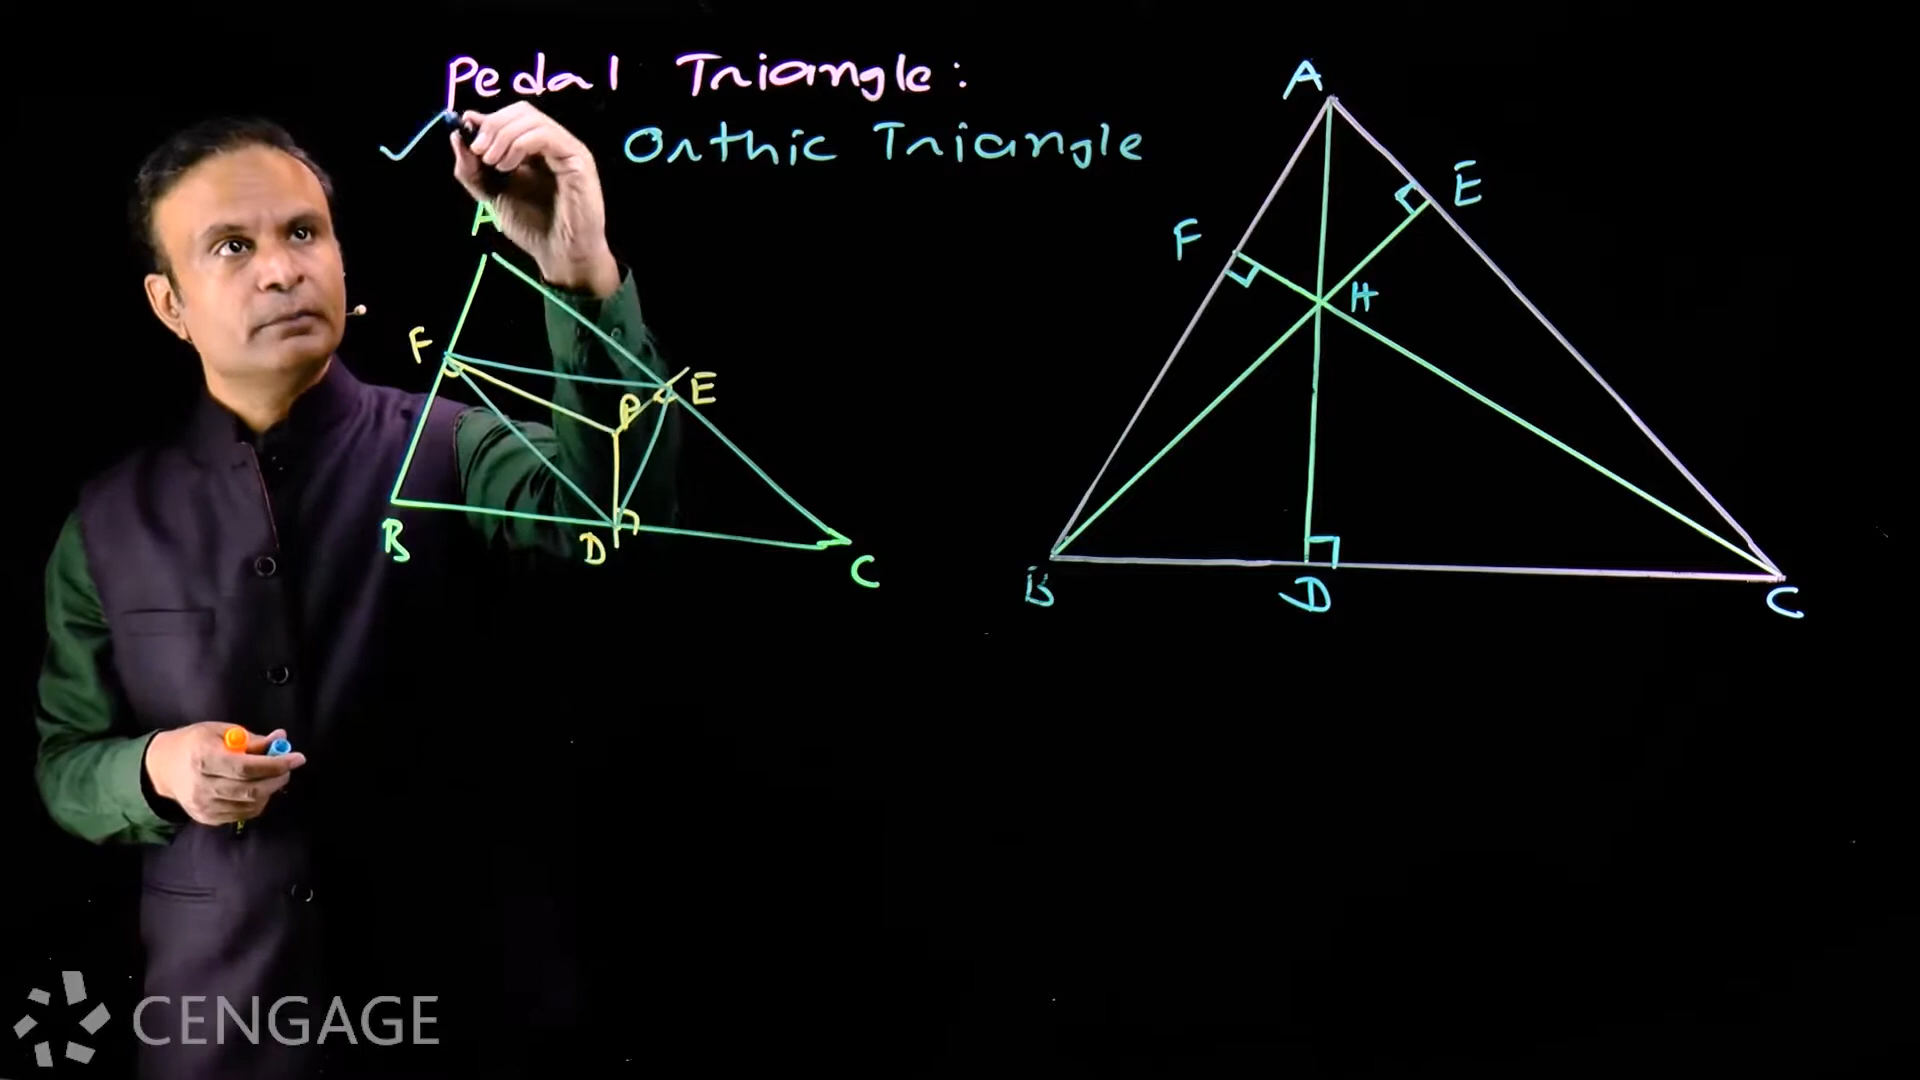 Pedal Triangle:
Orthic Triangle
A
F
E
P
B
D
C
A
E
F
H
B
D
C
CENGAGE